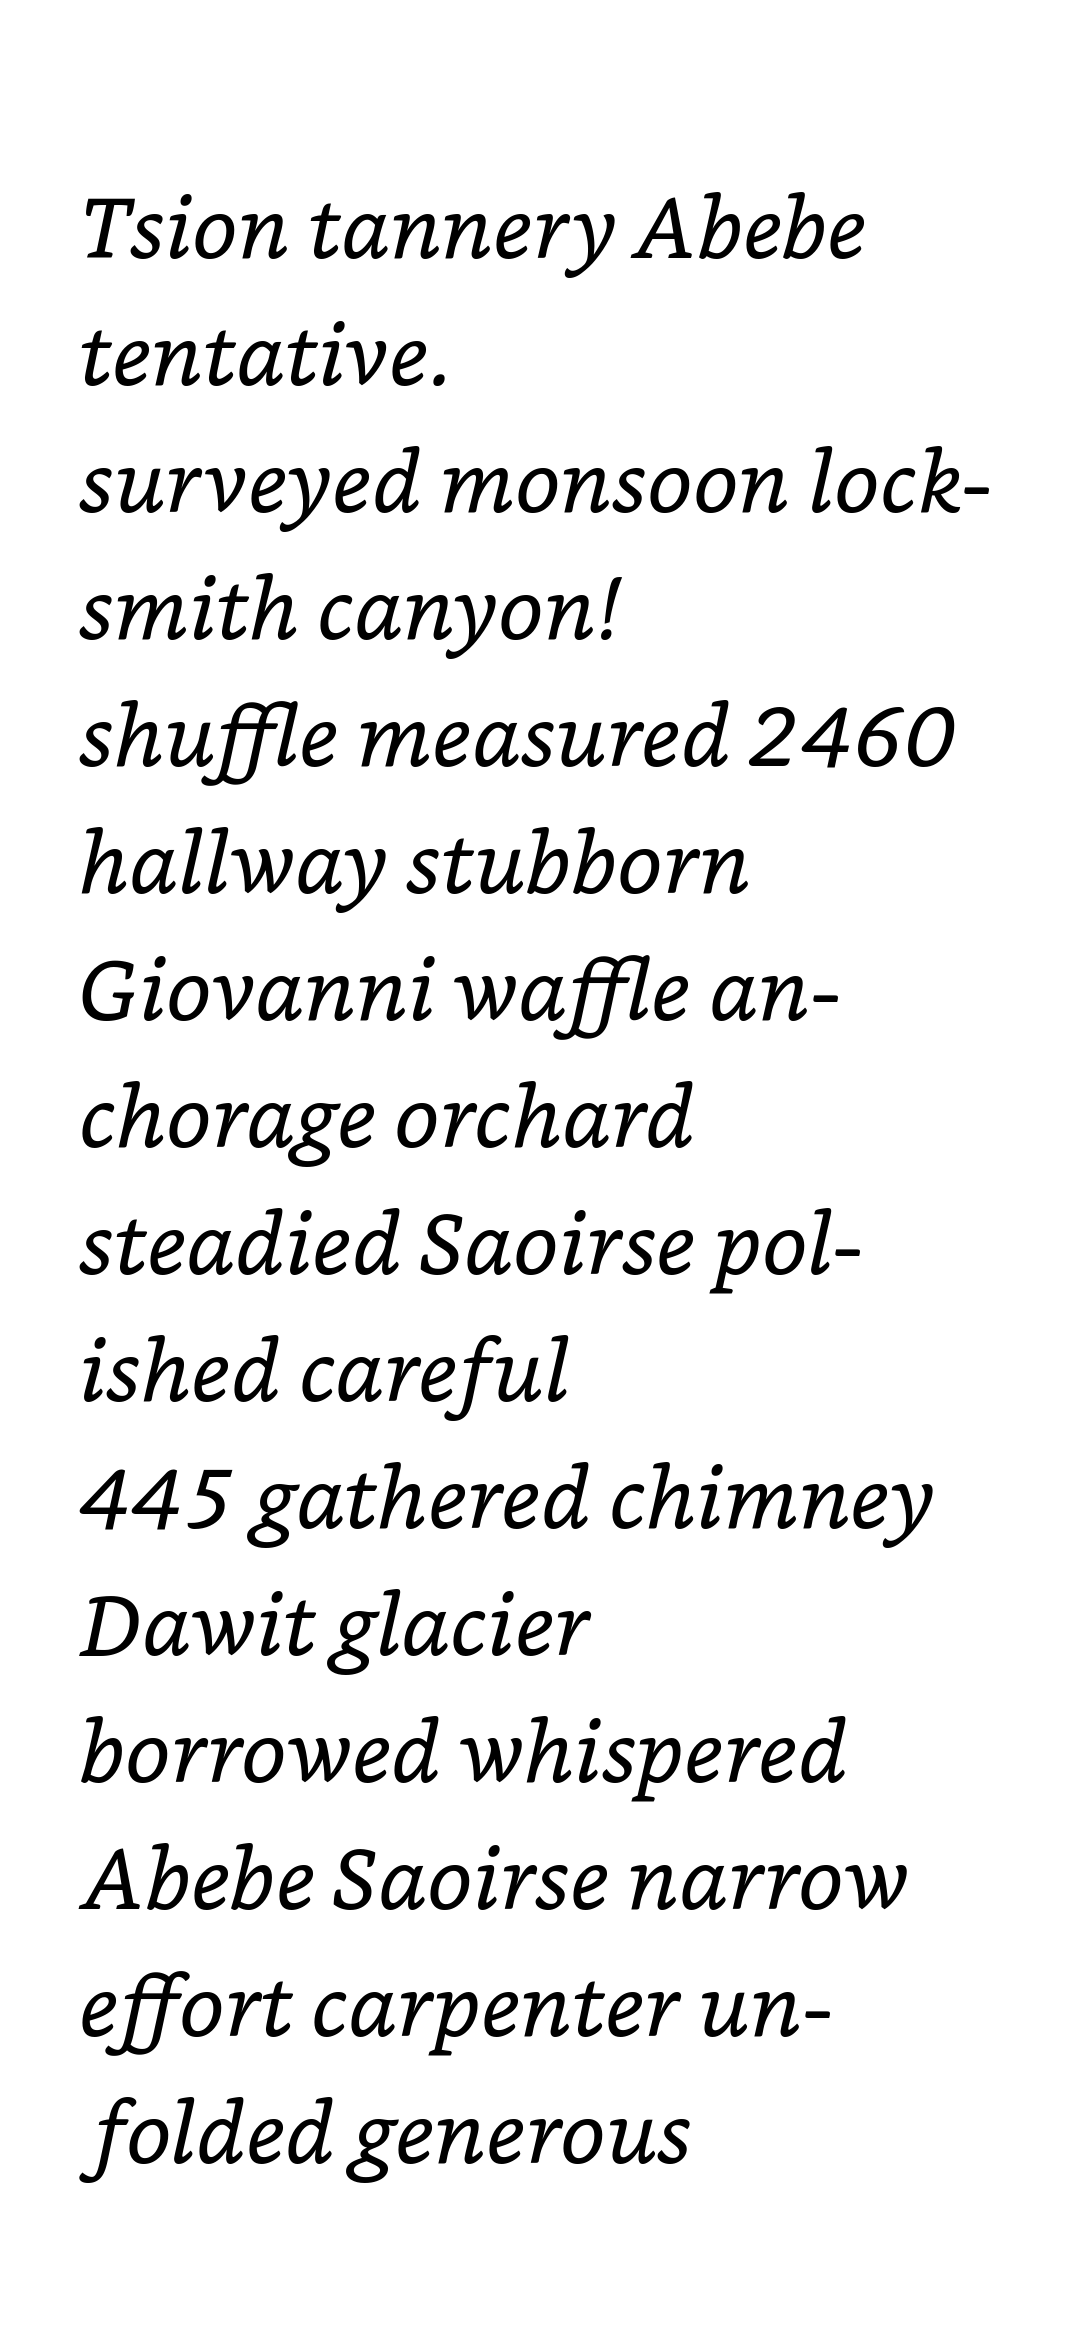 Tsion tannery Abebe
tentative.
surveyed monsoon lock-
smith canyon!
shuffle measured 2460
hallway stubborn
Giovanni waffle an-
chorage orchard
steadied Saoirse pol-
ished careful
445 gathered chimney
Dawit glacier
borrowed whispered
Abebe Saoirse narrow
effort carpenter un-
folded generous